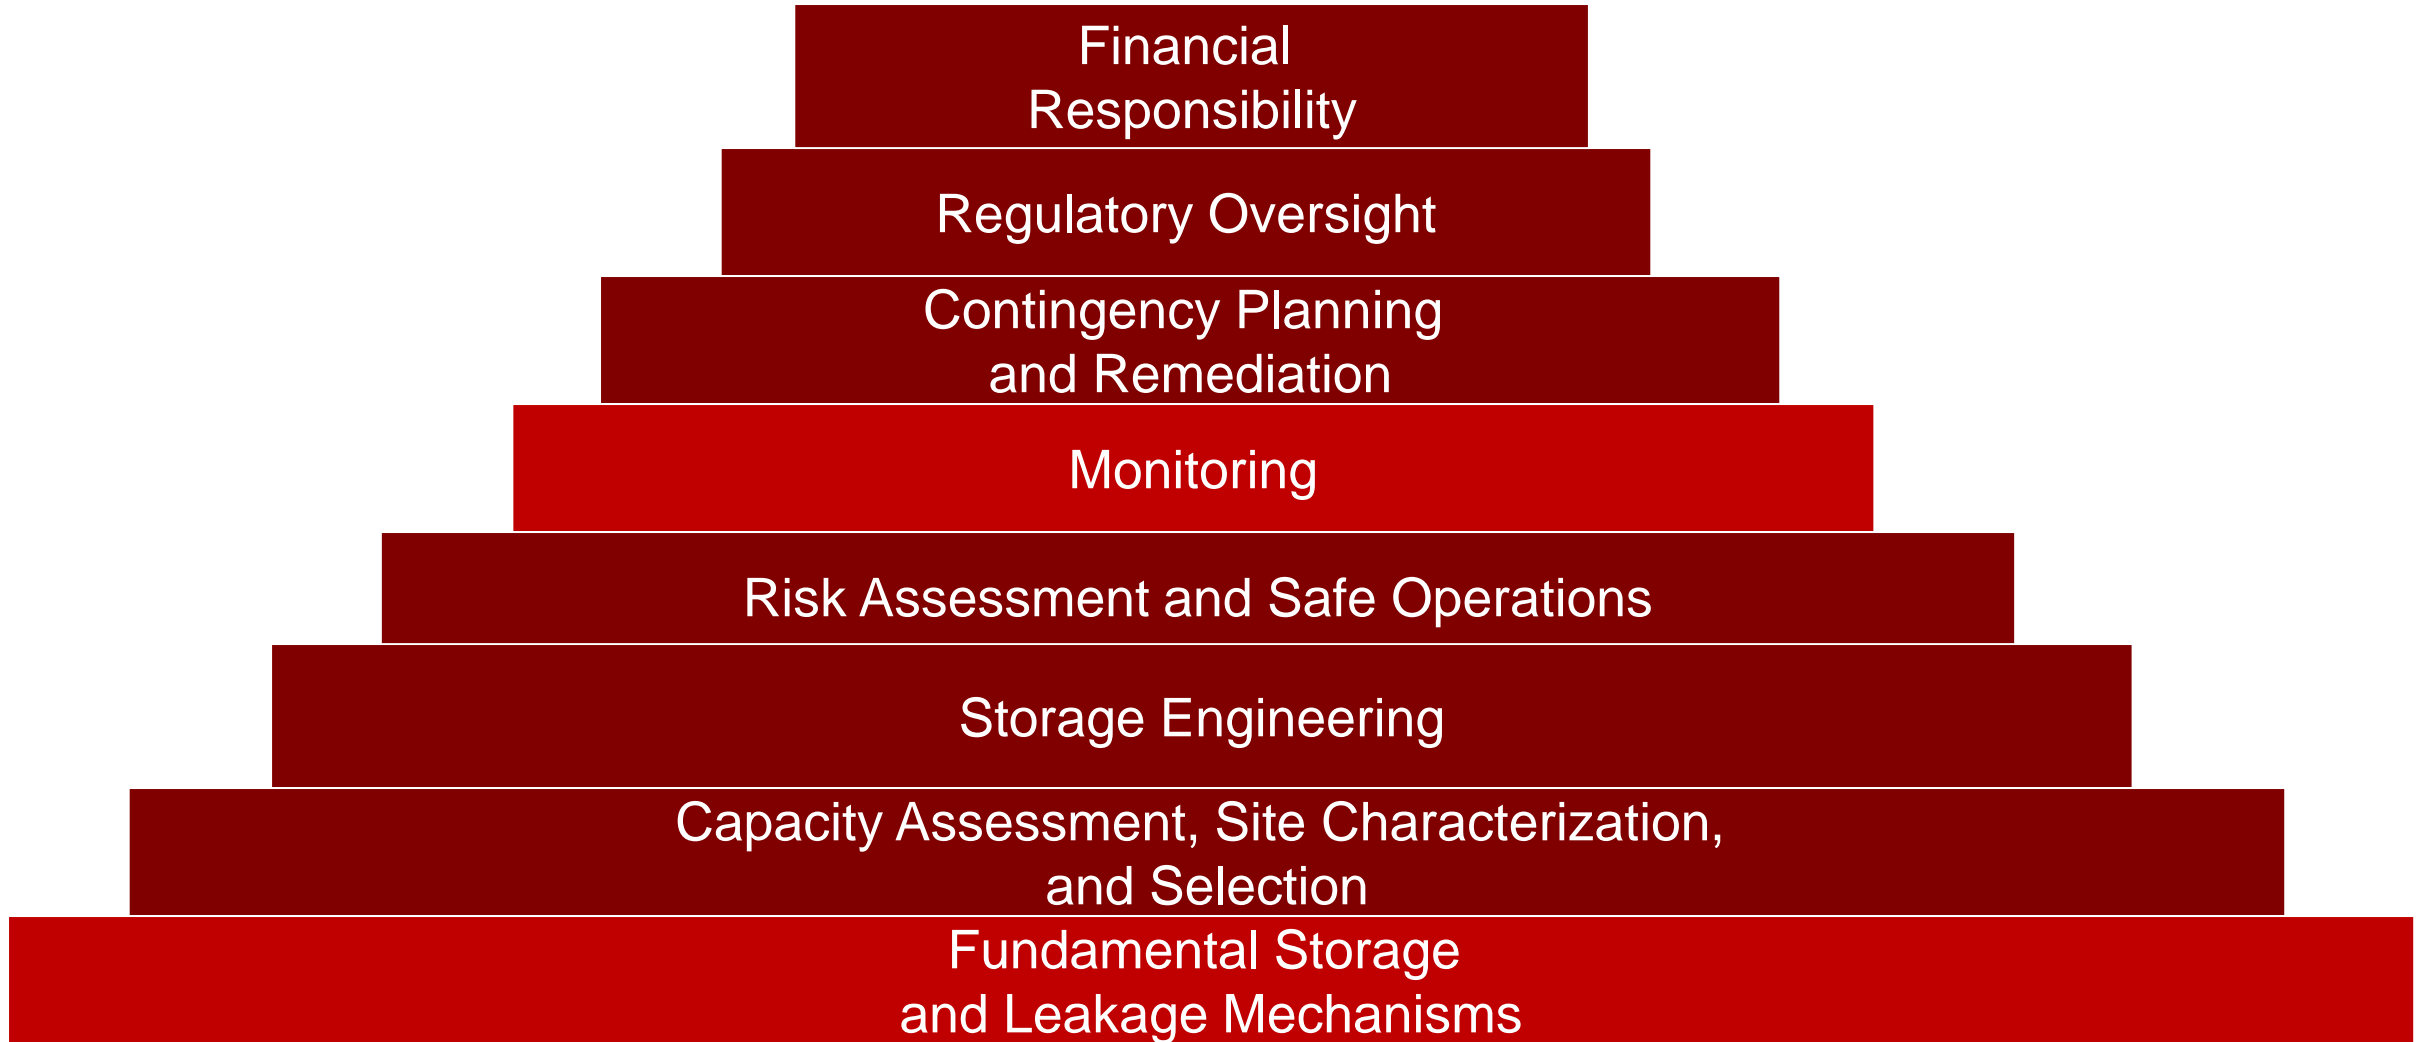 Financial
Responsibility
Regulatory Oversight
Contingency Planning
and Remediation
Monitoring
Risk Assessment and Safe Operations
Storage Engineering
Capacity Assessment, Site Characterization,
and Selection
Fundamental Storage
and Leakage Mechanisms